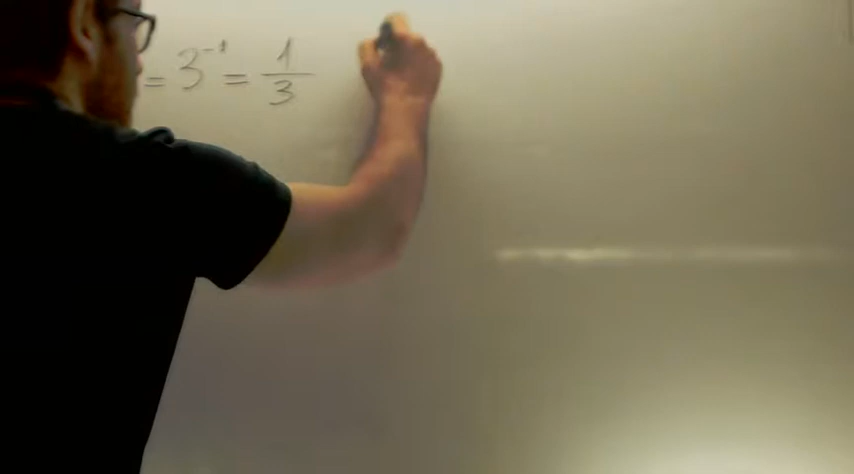 = 3⁻¹ = 1/3